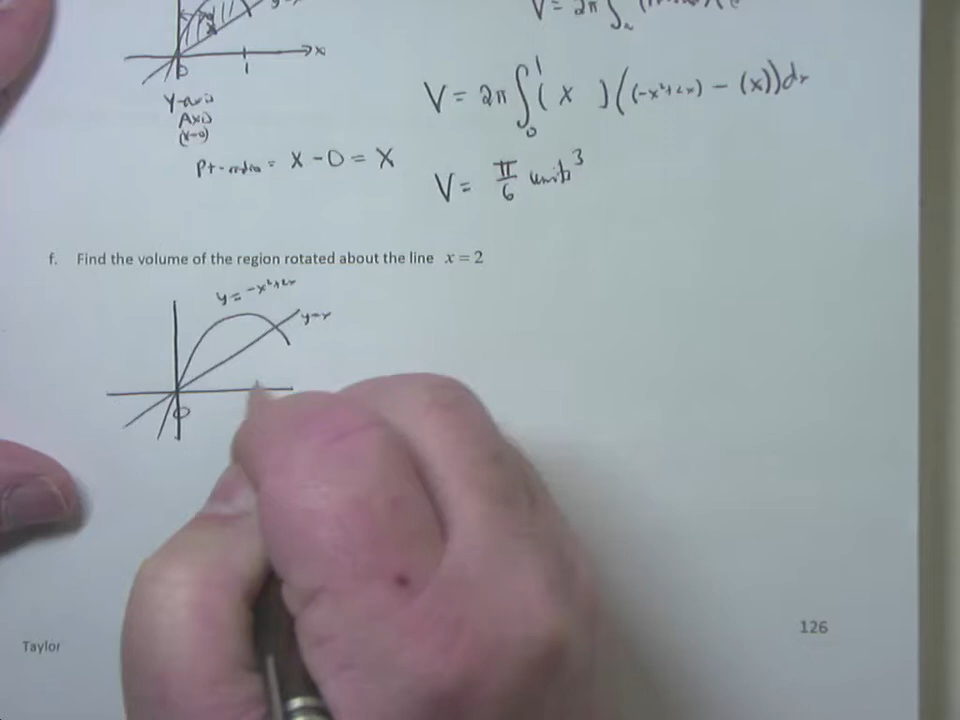 V = 2π ∫
x
1
Y-axis
Axis
(x=0)
Pt-radius = x - 0 = x
V = 2π ∫₀¹ ( x )((-x²+2x) - (x))dx
V = π/6 units³
f. Find the volume of the region rotated about the line x = 2
y = -x²+2x
y=x
0
126
Taylor